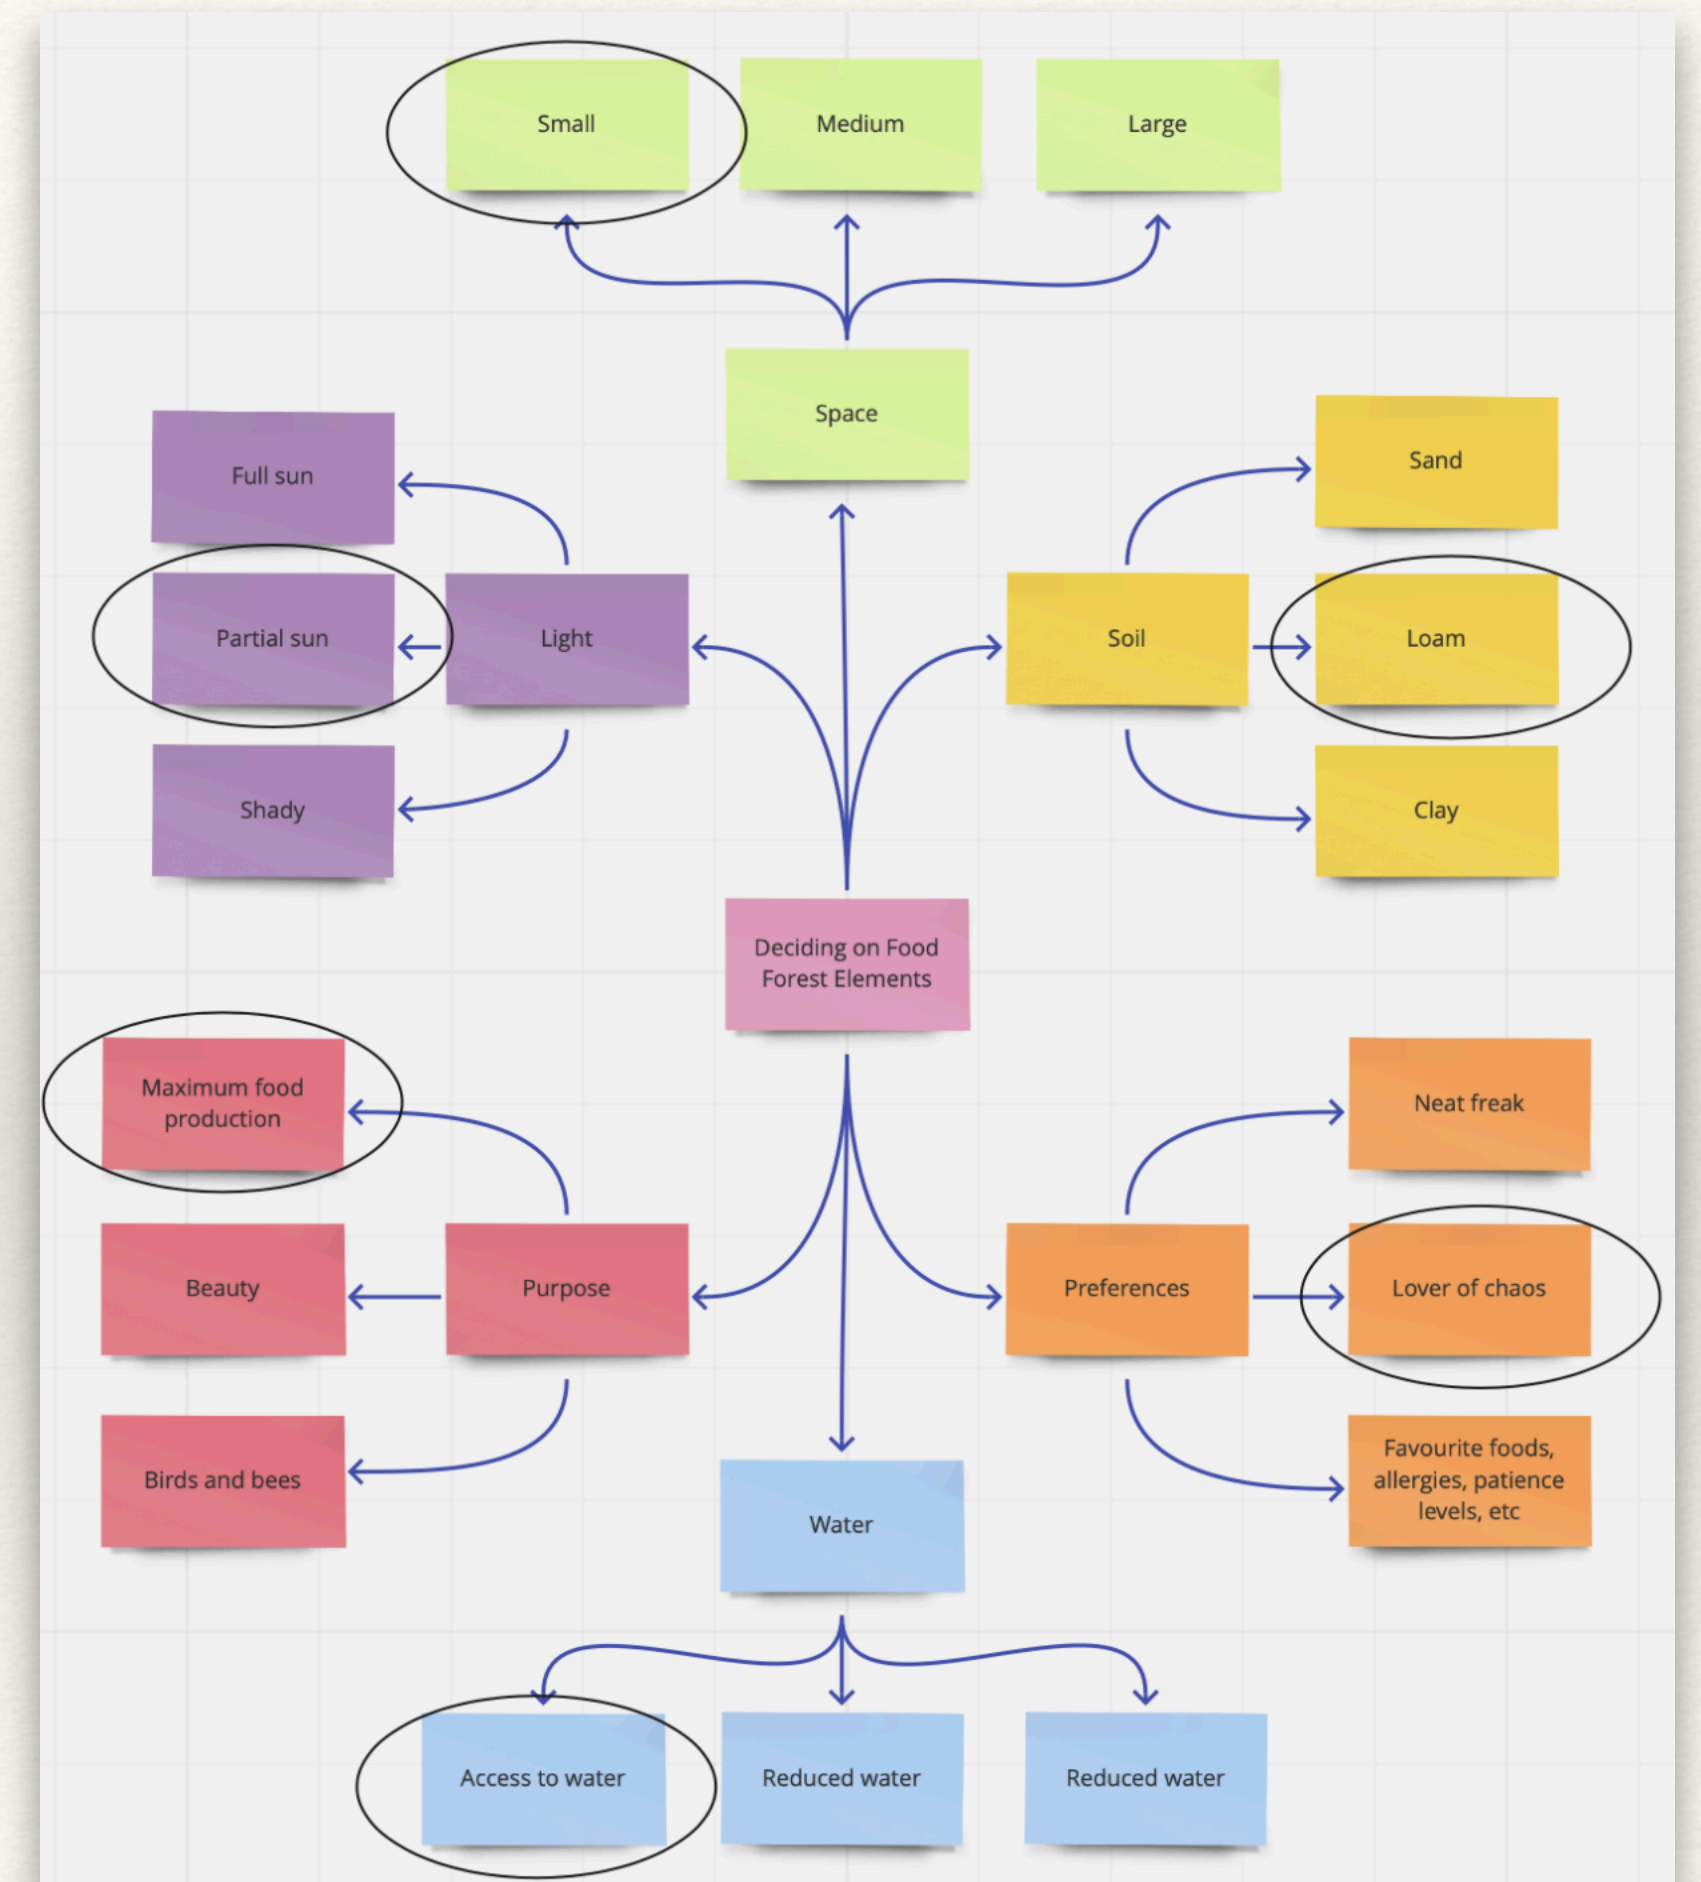 Small
Medium
Large
Space
Full sun
Partial sun
Light
Shady
Sand
Soil
Loam
Clay
Deciding on Food
Forest Elements
Maximum food
production
Beauty
Purpose
Birds and bees
Neat freak
Preferences
Lover of chaos
Favourite foods,
allergies, patience
levels, etc
Water
Access to water
Reduced water
Reduced water